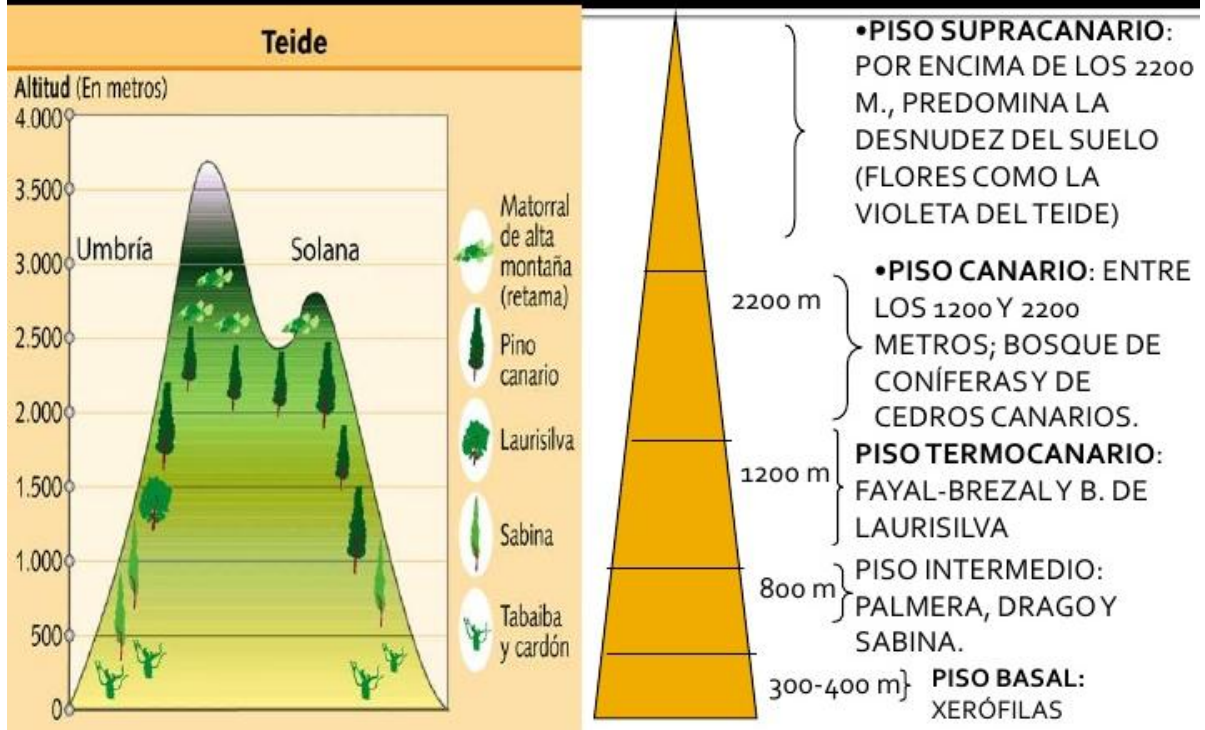 Teide
Altitud (En metros)
4.000
3.500
3.000
2.500
2.000
1.500
1.000
500
0
Umbría
Solana
Matorral
de alta
montaña
(retama)
Pino
canario
Laurisilva
Sabina
Tabaiba
y cardón
•PISO SUPRACANARIO:
POR ENCIMA DE LOS 2200
M., PREDOMINA LA
DESNUDEZ DEL SUELO
(FLORES COMO LA
VIOLETA DEL TEIDE)
2200 m
•PISO CANARIO: ENTRE
LOS 1200 Y 2200
METROS; BOSQUE DE
CONÍFERAS Y DE
CEDROS CANARIOS.
1200 m
PISO TERMOCANARIO:
FAYAL-BREZAL Y B. DE
LAURISILVA
800 m
PISO INTERMEDIO:
PALMERA, DRAGO Y
SABINA.
300-400 m
PISO BASAL:
XERÓFILAS